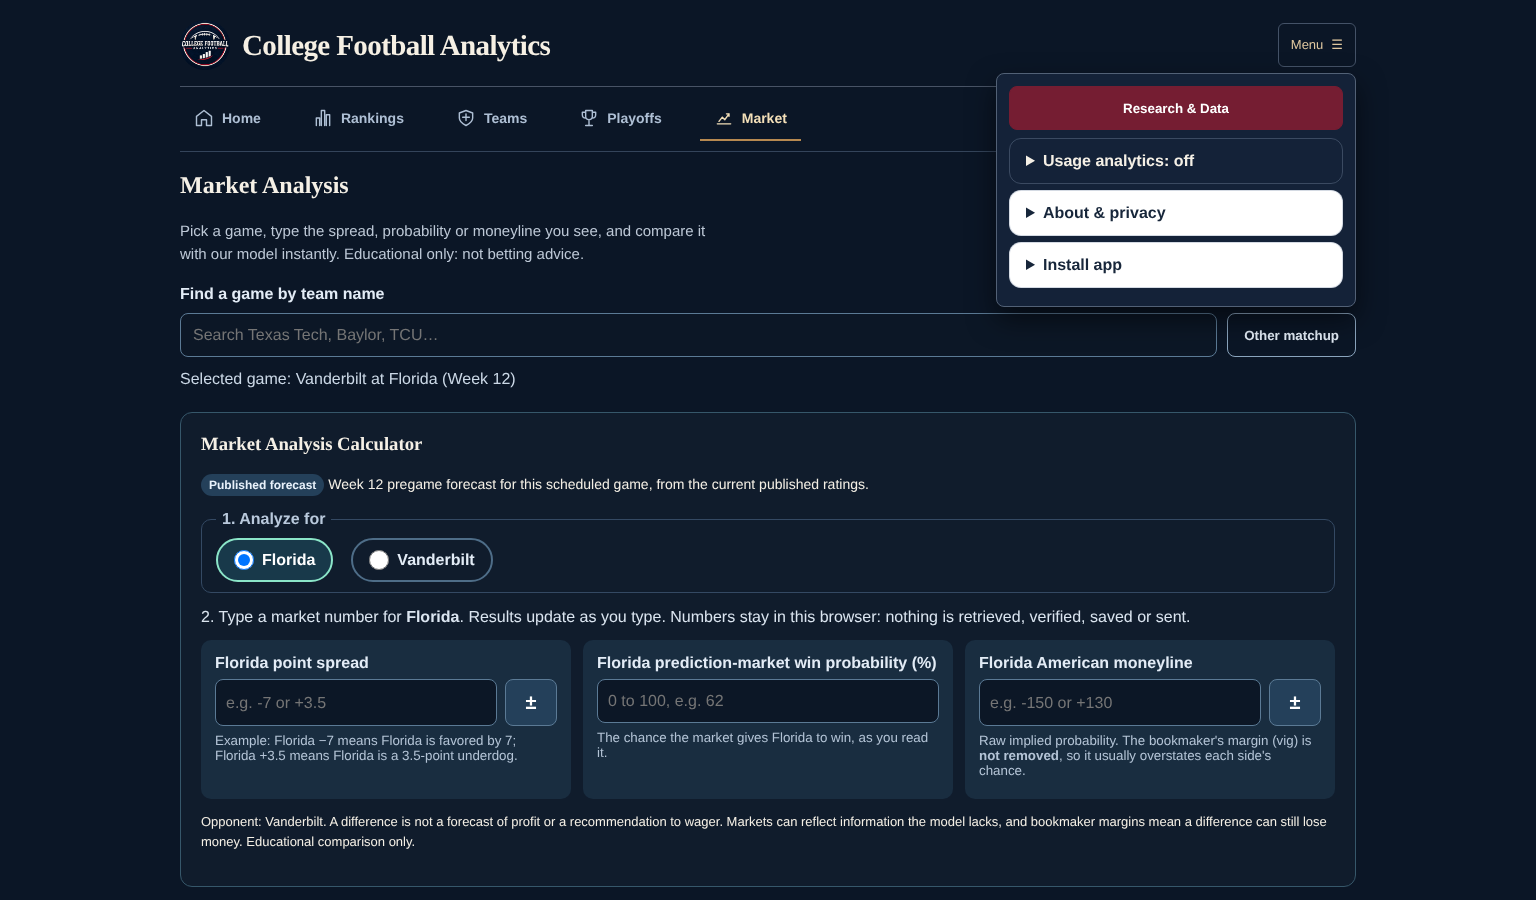 COLLEGE FOOTBALL
ANALYTICS
College Football Analytics
Menu ☰
Research & Data
Usage analytics: off
About & privacy
Install app
Home
Rankings
Teams
Playoffs
Market
Market Analysis
Pick a game, type the spread, probability or moneyline you see, and compare it
with our model instantly. Educational only: not betting advice.
Find a game by team name
Search Texas Tech, Baylor, TCU…
Other matchup
Selected game: Vanderbilt at Florida (Week 12)
Market Analysis Calculator
Published forecast Week 12 pregame forecast for this scheduled game, from the current published ratings.
1. Analyze for
Florida
Vanderbilt
2. Type a market number for Florida. Results update as you type. Numbers stay in this browser: nothing is retrieved, verified, saved or sent.
Florida point spread
e.g. -7 or +3.5
±
Example: Florida −7 means Florida is favored by 7;
Florida +3.5 means Florida is a 3.5-point underdog.
Florida prediction-market win probability (%)
0 to 100, e.g. 62
The chance the market gives Florida to win, as you read
it.
Florida American moneyline
e.g. -150 or +130
±
Raw implied probability. The bookmaker's margin (vig) is
not removed, so it usually overstates each side's
chance.
Opponent: Vanderbilt. A difference is not a forecast of profit or a recommendation to wager. Markets can reflect information the model lacks, and bookmaker margins mean a difference can still lose
money. Educational comparison only.